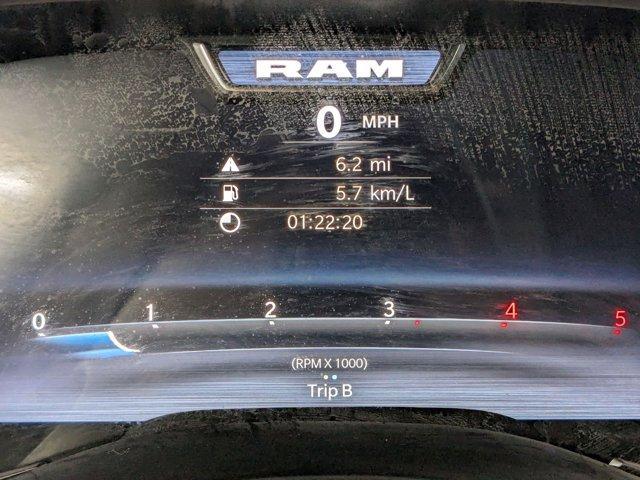 RAM
0 MPH
6.2 mi
5.7 km/L
01:22:20
0 1 2 3 4 5
(RPM X 1000)
Trip B